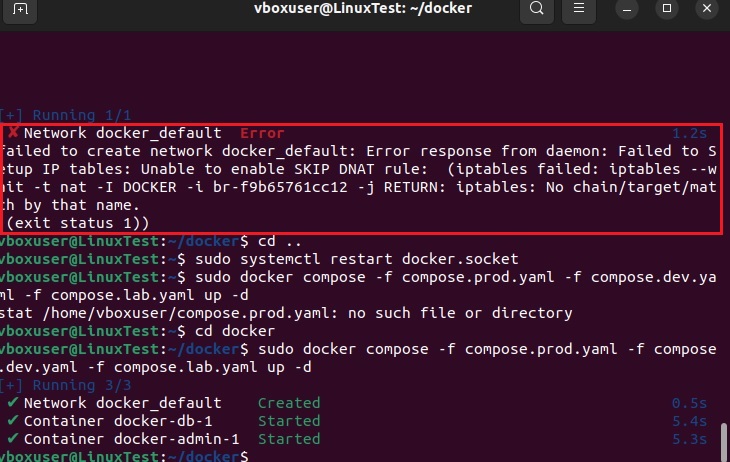 vboxuser@LinuxTest: ~/docker
[+] Running 1/1
✘ Network docker_default Error 1.2s
failed to create network docker_default: Error response from daemon: Failed to S
etup IP tables: Unable to enable SKIP DNAT rule:  (iptables failed: iptables --w
ait -t nat -I DOCKER -i br-f9b65761cc12 -j RETURN: iptables: No chain/target/mat
ch by that name.
(exit status 1))
vboxuser@LinuxTest:~/docker$ cd ..
vboxuser@LinuxTest:~$ sudo systemctl restart docker.socket
vboxuser@LinuxTest:~$ sudo docker compose -f compose.prod.yaml -f compose.dev.ya
ml -f compose.lab.yaml up -d
stat /home/vboxuser/compose.prod.yaml: no such file or directory
vboxuser@LinuxTest:~$ cd docker
vboxuser@LinuxTest:~/docker$ sudo docker compose -f compose.prod.yaml -f compose
.dev.yaml -f compose.lab.yaml up -d
[+] Running 3/3
✔ Network docker_default Created 0.5s
✔ Container docker-db-1 Started 5.4s
✔ Container docker-admin-1 Started 5.3s
vboxuser@LinuxTest:~/docker$